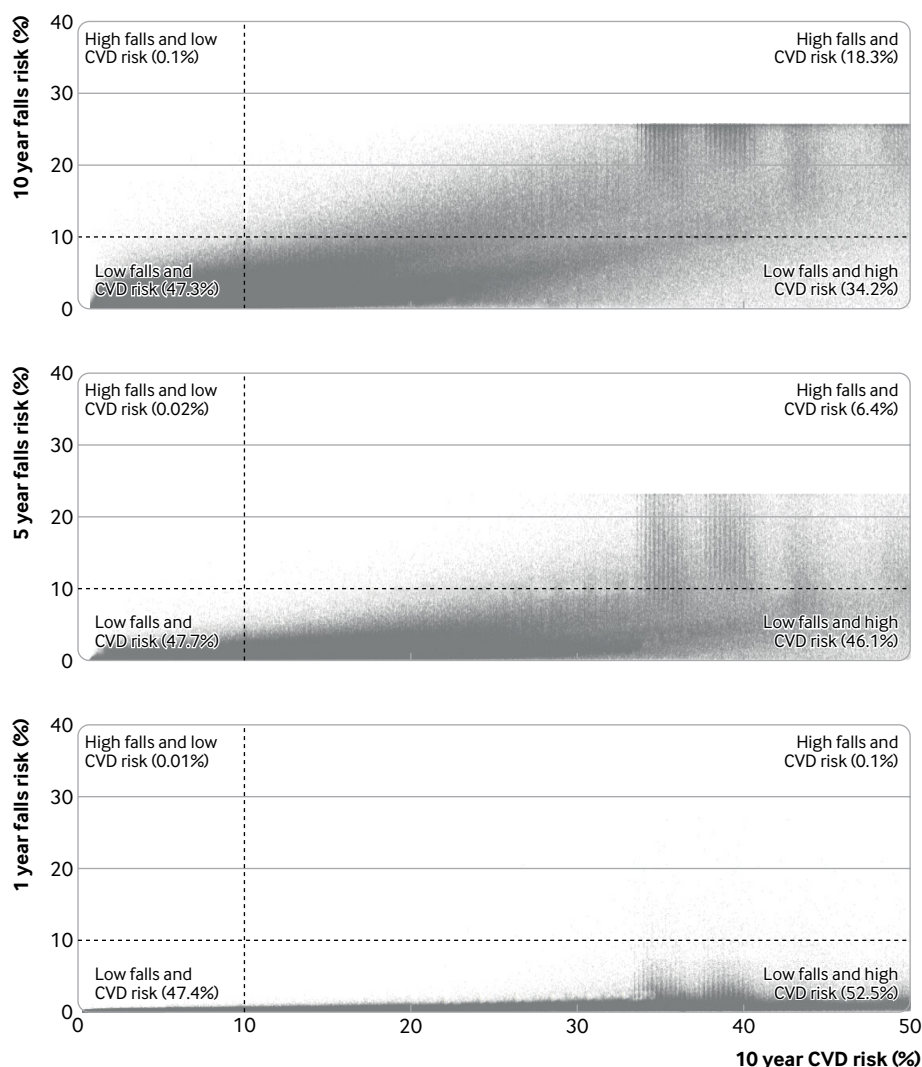 10 year falls risk (%)
40
30
20
10
0
High falls and low
CVD risk (0.1%)
High falls and
CVD risk (18.3%)
Low falls and
CVD risk (47.3%)
Low falls and high
CVD risk (34.2%)
5 year falls risk (%)
40
30
20
10
0
High falls and low
CVD risk (0.02%)
High falls and
CVD risk (6.4%)
Low falls and
CVD risk (47.7%)
Low falls and high
CVD risk (46.1%)
1 year falls risk (%)
40
30
20
10
0
High falls and low
CVD risk (0.01%)
High falls and
CVD risk (0.1%)
Low falls and
CVD risk (47.4%)
Low falls and high
CVD risk (52.5%)
0 10 20 30 40 50
10 year CVD risk (%)